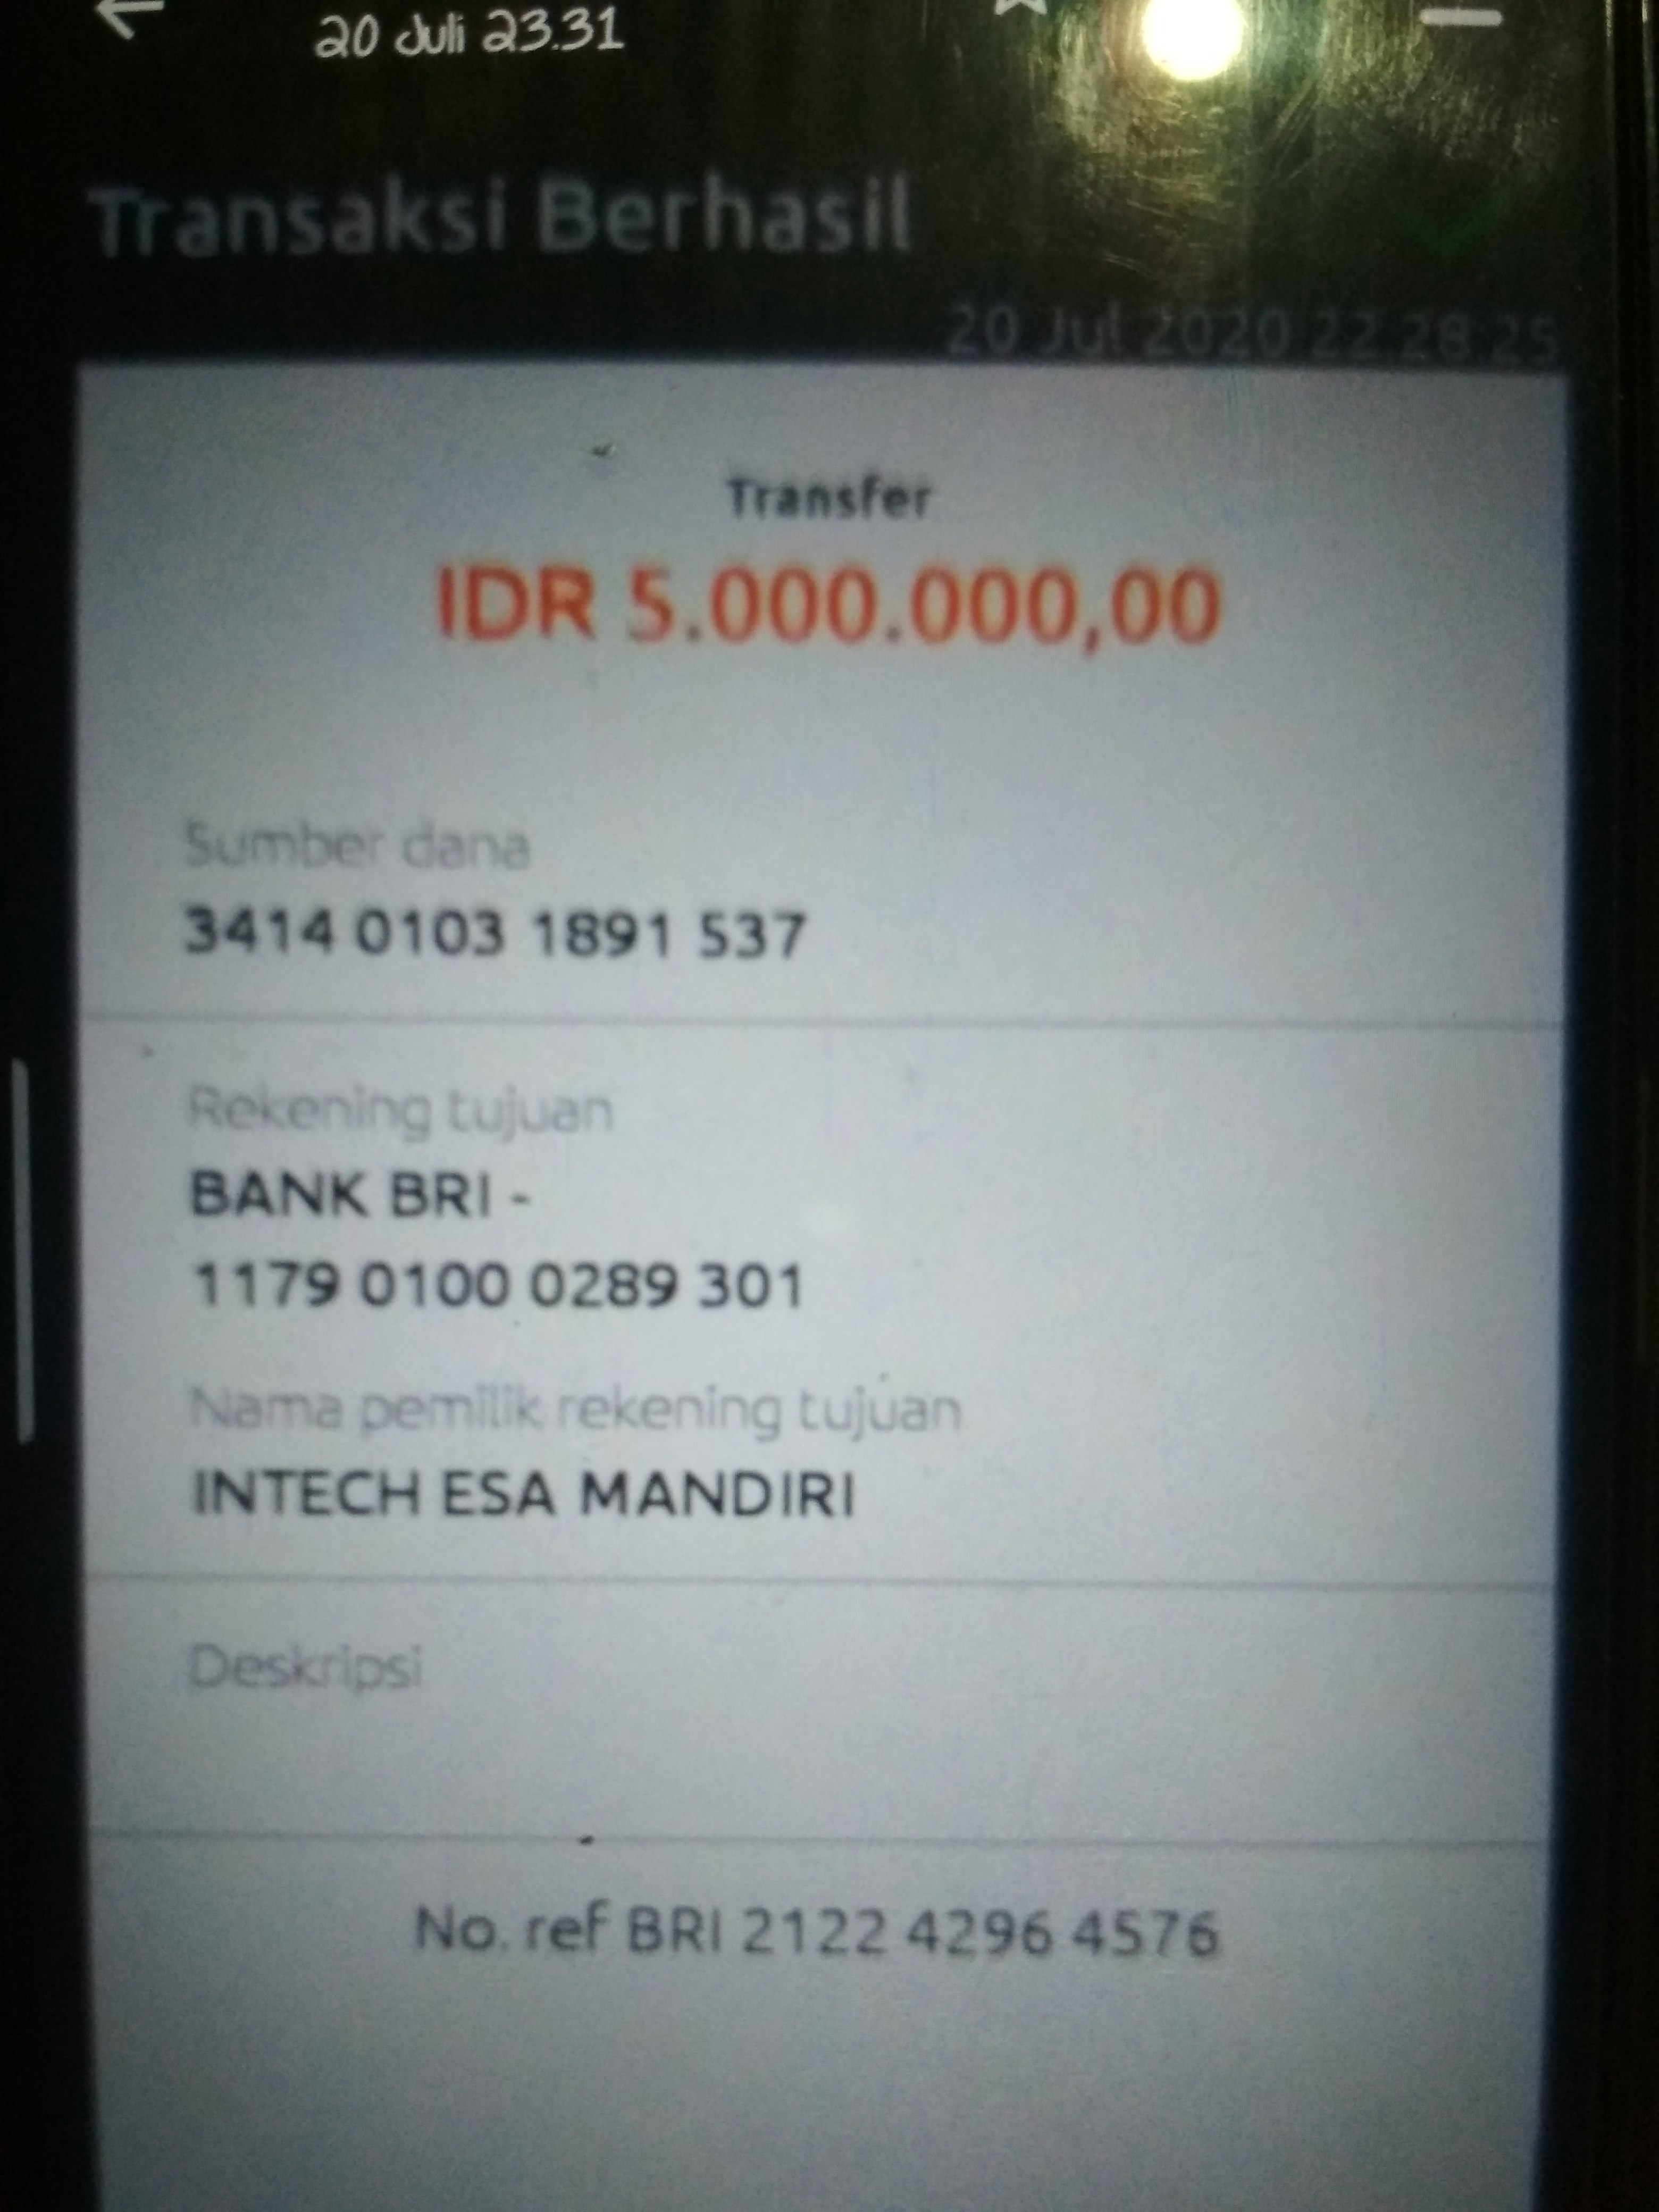 20 Juli 23.31
Transaksi Berhasil
20 Jul 2020 22:28:25
Transfer
IDR 5.000.000,00
Sumber dana
3414 0103 1891 537
Rekening tujuan
BANK BRI -
1179 0100 0289 301
Nama pemilik rekening tujuan
INTECH ESA MANDIRI
Deskripsi
No. ref BRI 2122 4296 4576